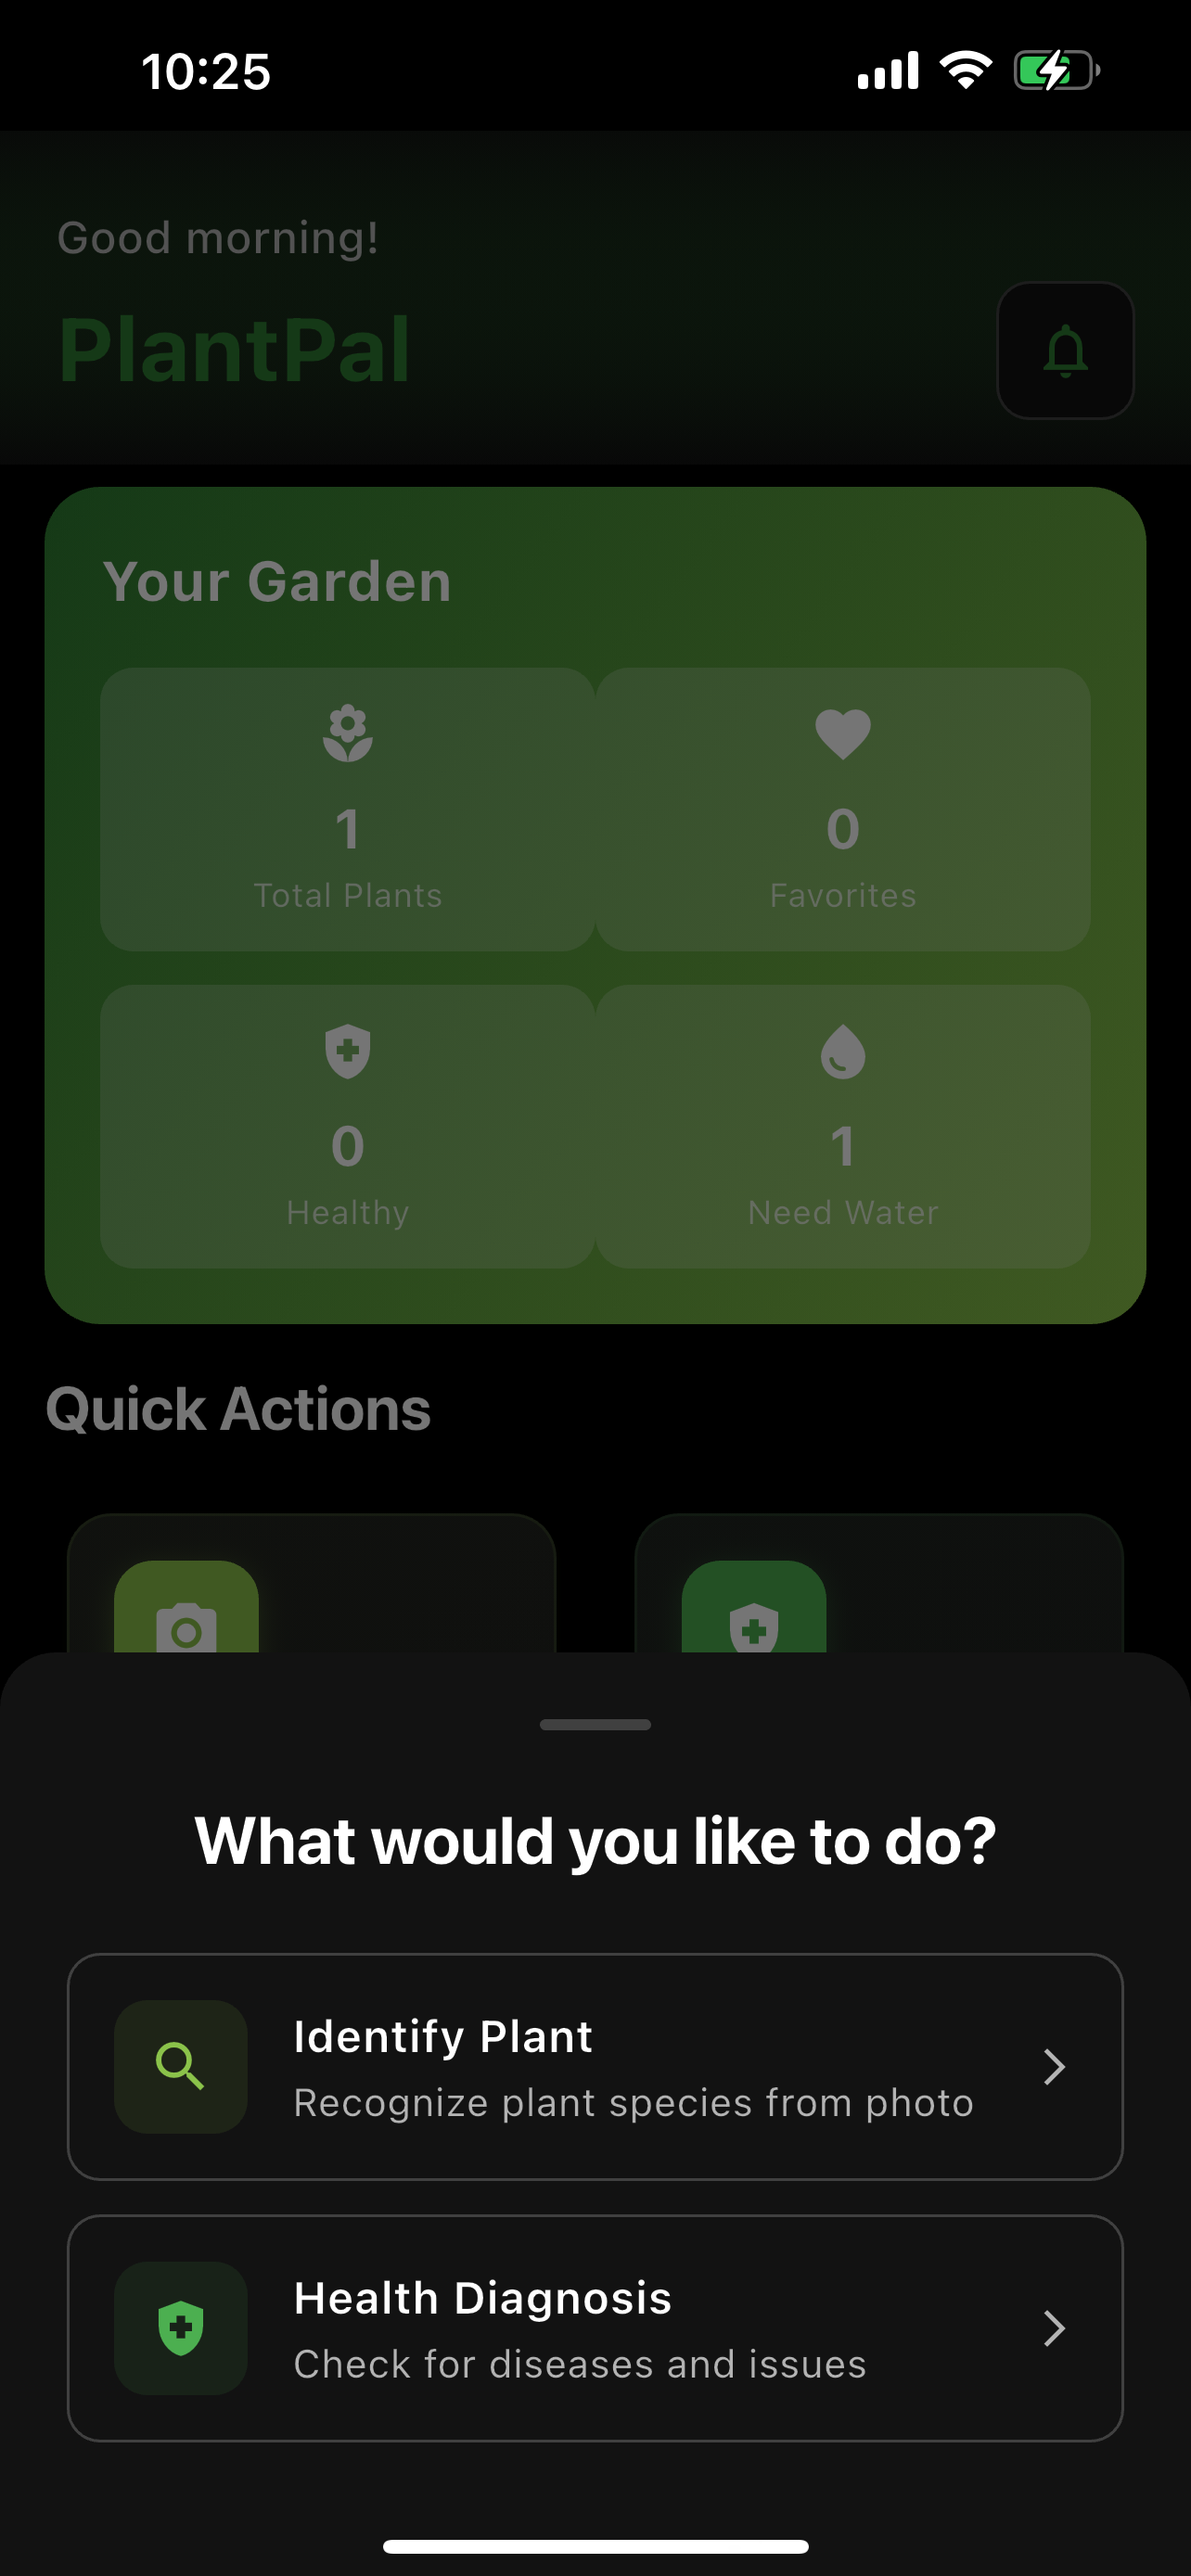 10:25
Good morning!
PlantPal
Your Garden
1
0
Total Plants
Favorites
0
1
Healthy
Need Water
Quick Actions
What would you like to do?
Identify Plant
Recognize plant species from photo
Health Diagnosis
Check for diseases and issues